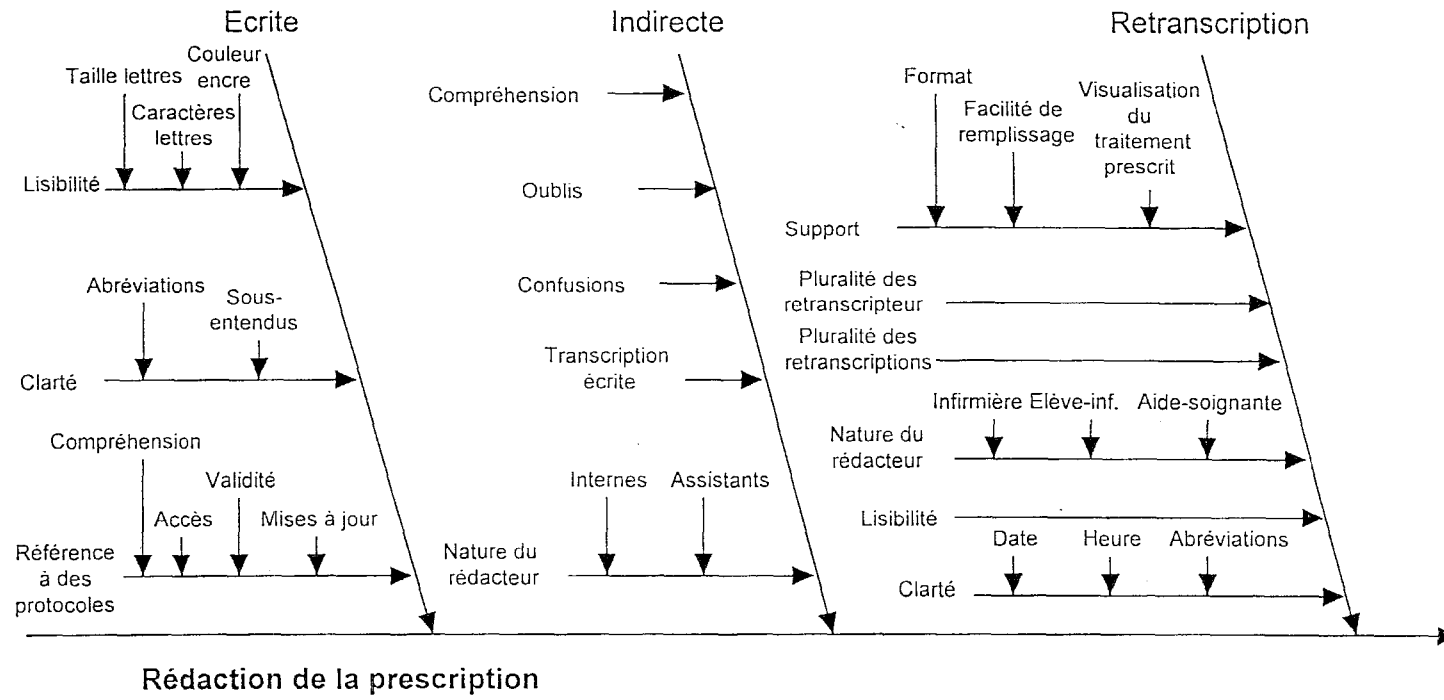 Ecrite
Couleur
encre
Taille lettres
Caractères
lettres
Lisibilité
Abréviations
Sous-
entendus
Clarté
Compréhension
Validité
Accès
Mises à jour
Référence
à des
protocoles
Indirecte
Compréhension
Oublis
Confusions
Transcription
écrite
Internes
Assistants
Nature du
rédacteur
Retranscription
Format
Facilité de
remplissage
Visualisation
du
traitement
prescrit
Support
Pluralité des
retranscripteur
Pluralité des
retranscriptions
Infirmière Elève-inf. Aide-soignante
Nature du
rédacteur
Lisibilité
Date
Heure
Abréviations
Clarté
Rédaction de la prescription